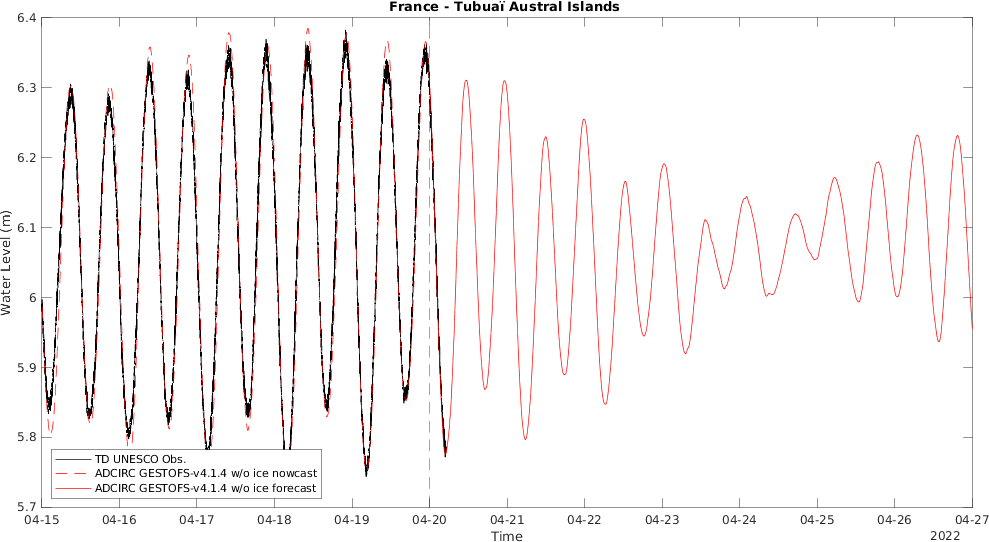 France - Tubuaï Austral Islands
6.4
6.3
6.2
6.1
6
5.9
5.8
5.7
Water Level (m)
TD UNESCO Obs.
ADCIRC GESTOFS-v4.1.4 w/o ice nowcast
ADCIRC GESTOFS-v4.1.4 w/o ice forecast
04-15 04-16 04-17 04-18 04-19 04-20 04-21 04-22 04-23 04-24 04-25 04-26 04-27
Time
2022